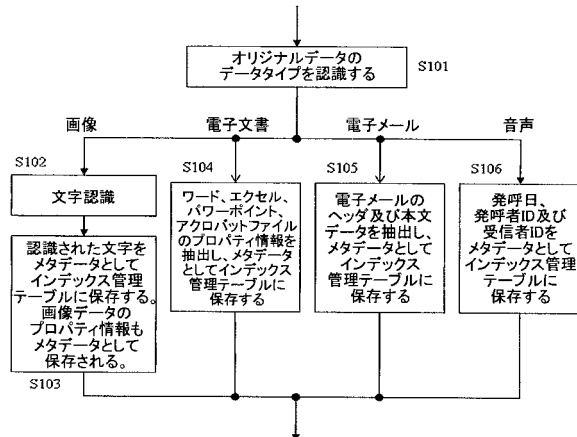 オリジナルデータの
データタイプを認識する
S101
画像
電子文書
電子メール
音声
S102
文字認識
認識された文字を
メタデータとして
インデックス管理
テーブルに保存する。
画像データの
プロパティ情報も
メタデータとして
保存される。
S103
S104
ワード、エクセル、
パワーポイント、
アクロバットファイル
のプロパティ情報を
抽出し、メタデータ
としてインデックス
管理テーブルに
保存する
S105
電子メールの
ヘッダ及び本文
データを抽出し、
メタデータとして
インデックス
管理テーブルに
保存する
S106
発呼日、
発呼者ID及び
受信者IDを
メタデータとして
インデックス管理
テーブルに
保存する